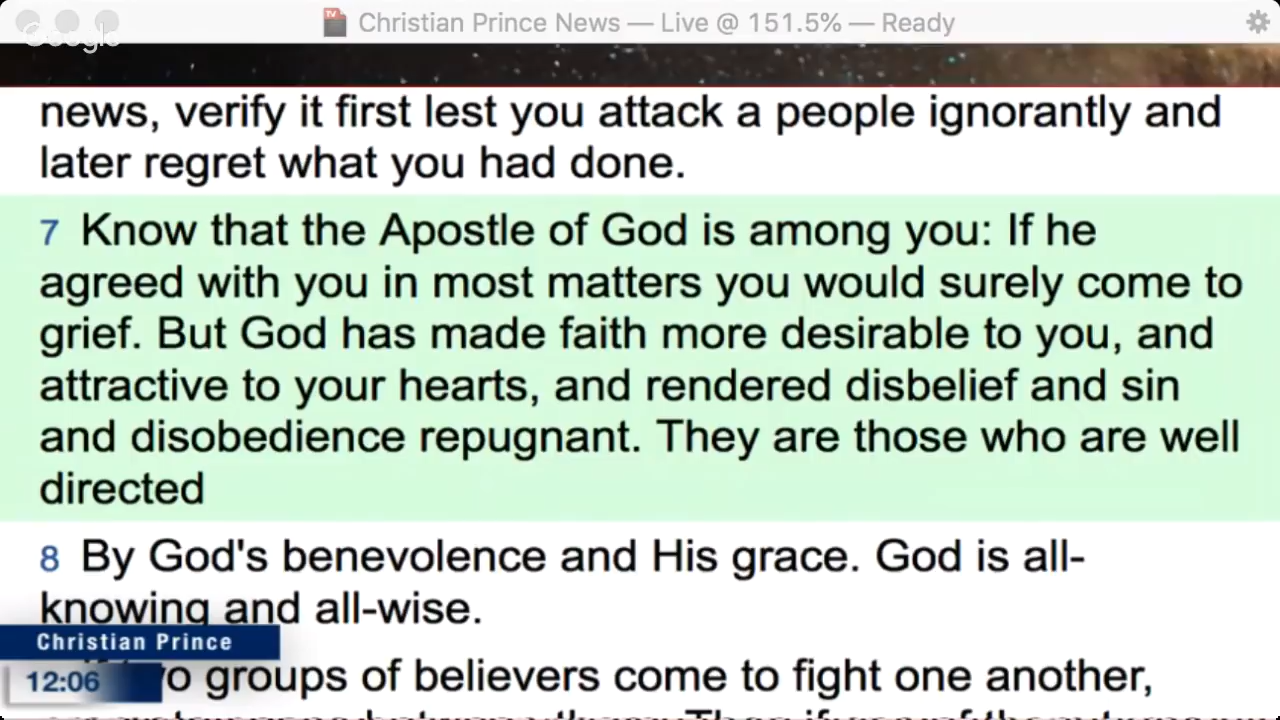 Christian Prince News — Live @ 151.5% — Ready
Google
news, verify it first lest you attack a people ignorantly and
later regret what you had done.
7 Know that the Apostle of God is among you: If he
agreed with you in most matters you would surely come to
grief. But God has made faith more desirable to you, and
attractive to your hearts, and rendered disbelief and sin
and disobedience repugnant. They are those who are well
directed
8 By God's benevolence and His grace. God is all-
knowing and all-wise.
Christian Prince
12:06
groups of believers come to fight one another,